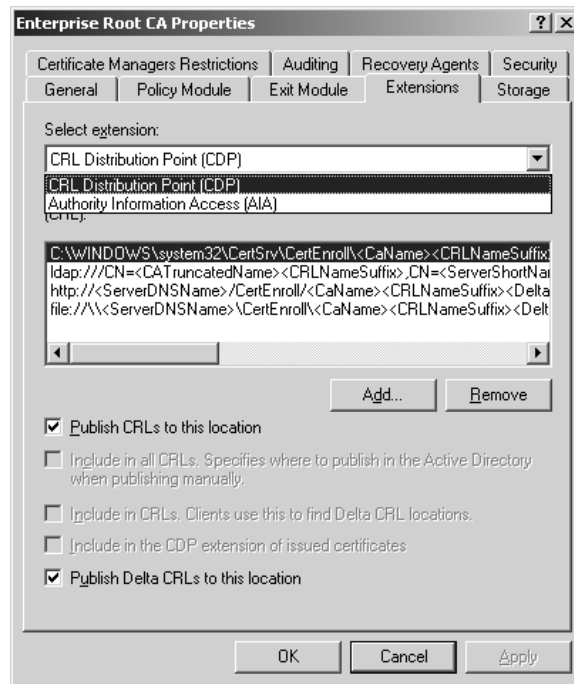 Enterprise Root CA Properties
Certificate Managers Restrictions Auditing Recovery Agents Security
General Policy Module Exit Module Extensions Storage
Select extension:
CRL Distribution Point (CDP)
CRL Distribution Point (CDP)
Authority Information Access (AIA)
(CRL).
C:\WINDOWS\system32\CertSrv\CertEnroll\<CaName><CRLNameSuffix
ldap:///CN=<CATruncatedName><CRLNameSuffix>,CN=<ServerShortNar
http://<ServerDNSName>/CertEnroll/<CaName><CRLNameSuffix><Delta
file://\\<ServerDNSName>\CertEnroll\<CaName><CRLNameSuffix><Delt
Add... Remove
Publish CRLs to this location
Include in all CRLs. Specifies where to publish in the Active Directory
when publishing manually.
Include in CRLs. Clients use this to find Delta CRL locations.
Include in the CDP extension of issued certificates
Publish Delta CRLs to this location
OK Cancel Apply